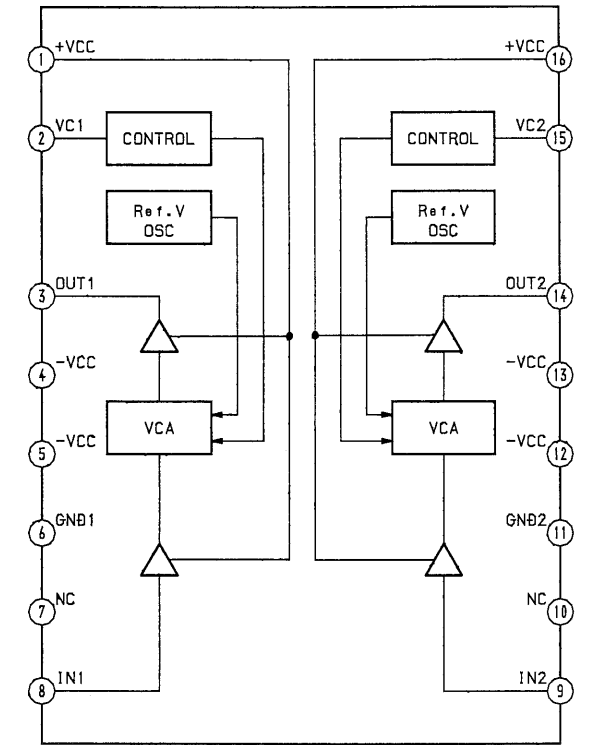 1 +VCC +VCC 16
2 VC1 CONTROL CONTROL VC2 15
Ref.V Ref.V
OSC OSC
3 OUT1 OUT2 14
4 -VCC -VCC 13
VCA VCA
5 -VCC -VCC 12
6 GND1 GND2 11
7 NC NC 10
8 IN1 IN2 9